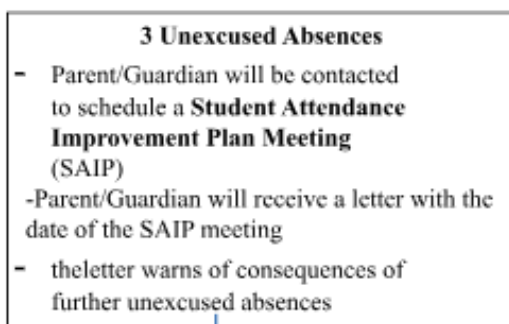 3 Unexcused Absences
- Parent/Guardian will be contacted
to schedule a Student Attendance
Improvement Plan Meeting
(SAIP)
-Parent/Guardian will receive a letter with the
date of the SAIP meeting
- theletter warns of consequences of
further unexcused absences